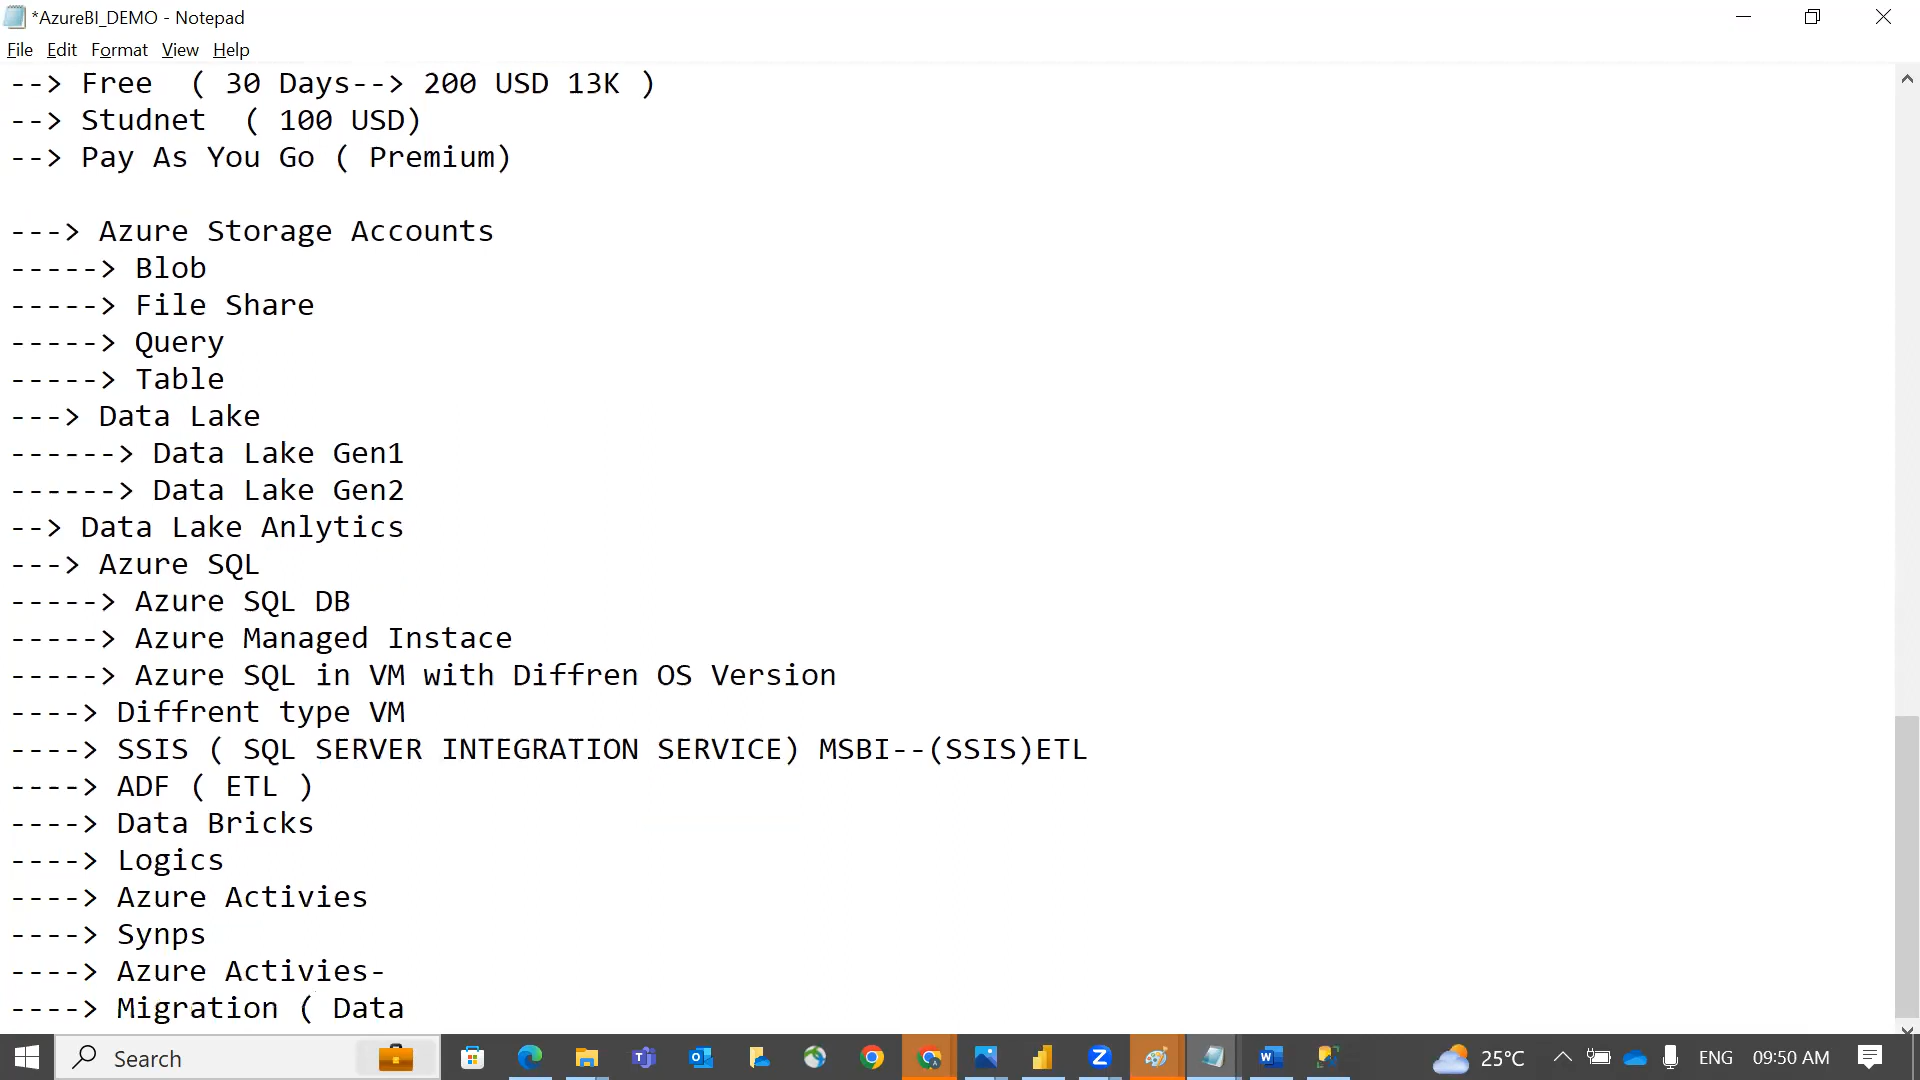 *AzureBI_DEMO - Notepad
File Edit Format View Help
--> Free  ( 30 Days--> 200 USD 13K )
--> Studnet  ( 100 USD)
--> Pay As You Go ( Premium)
---> Azure Storage Accounts
-----> Blob
-----> File Share
-----> Query
-----> Table
---> Data Lake
------> Data Lake Gen1
------> Data Lake Gen2
--> Data Lake Anlytics
---> Azure SQL
-----> Azure SQL DB
-----> Azure Managed Instace
-----> Azure SQL in VM with Diffren OS Version
----> Diffrent type VM
----> SSIS ( SQL SERVER INTEGRATION SERVICE) MSBI--(SSIS)ETL
----> ADF ( ETL )
----> Data Bricks
----> Logics
----> Azure Activies
----> Synps
----> Azure Activies-
----> Migration ( Data
Search 25°C ENG 09:50 AM